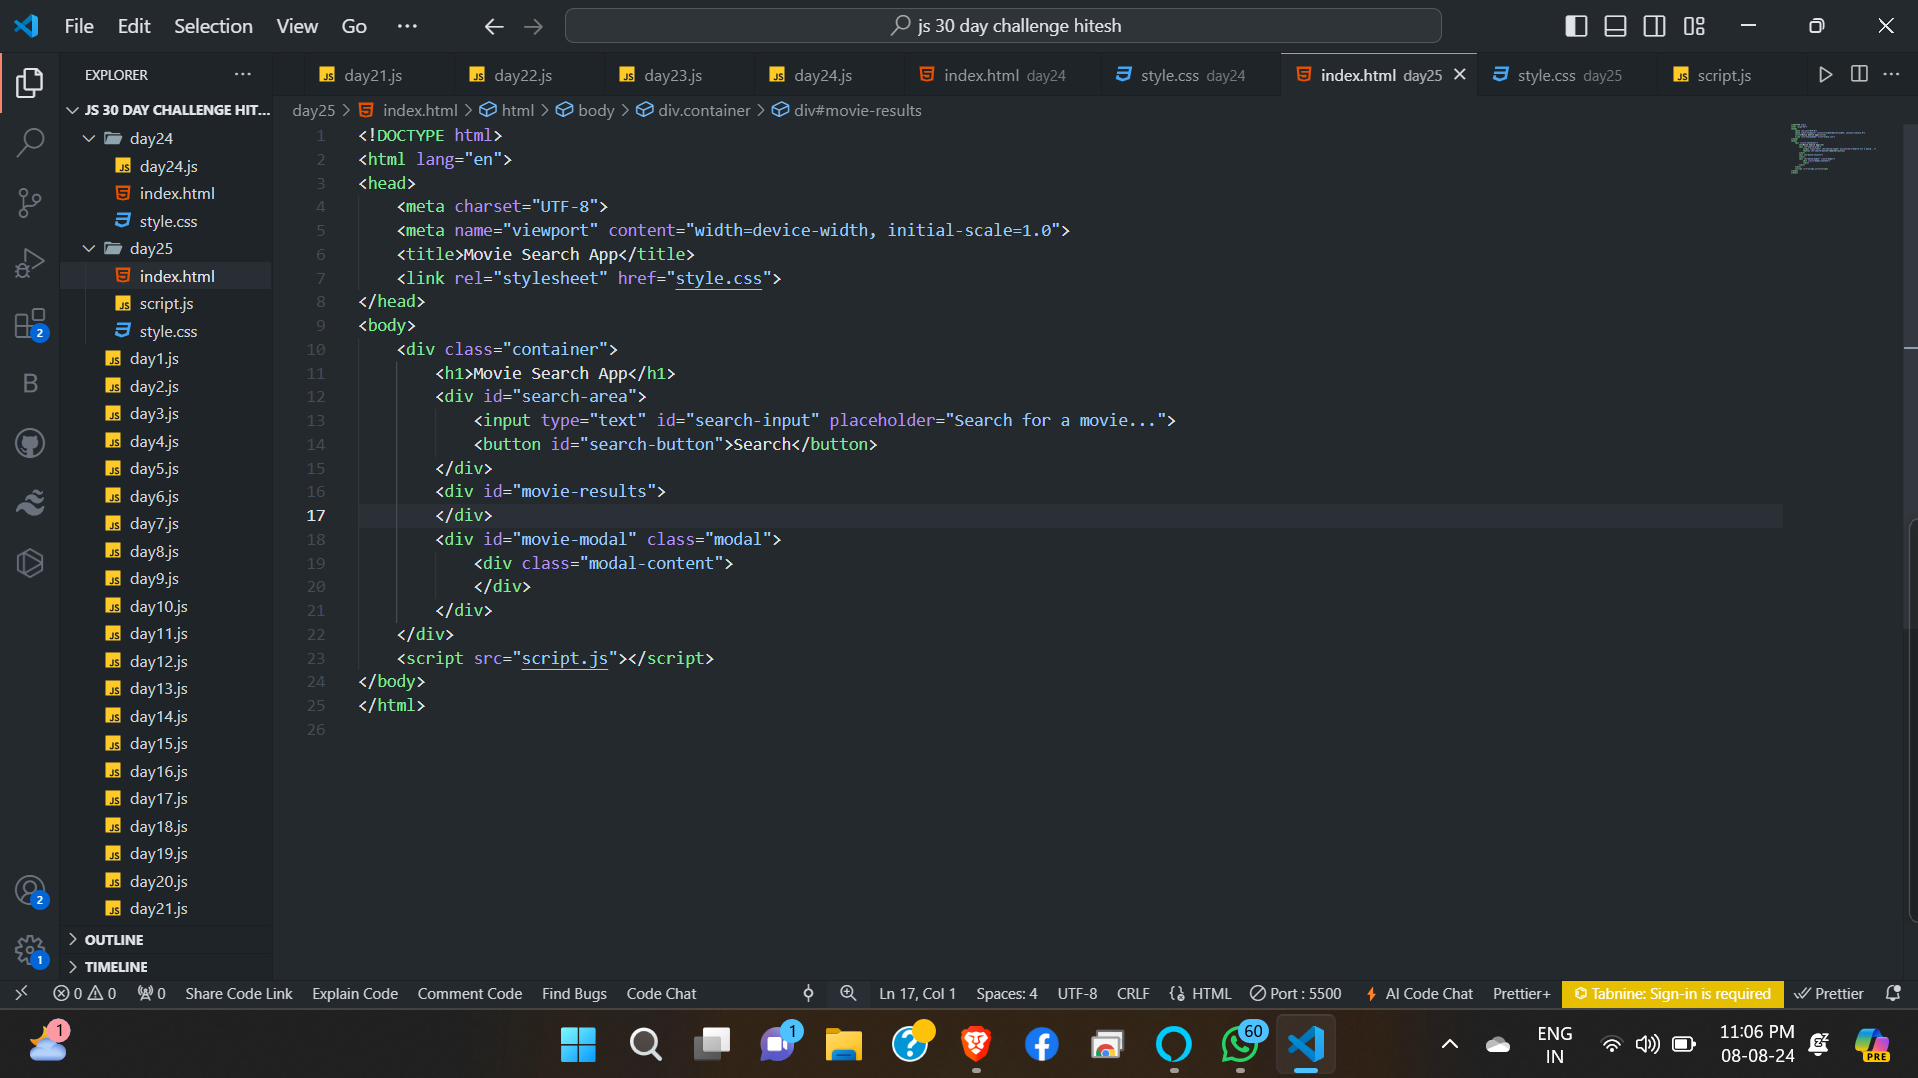 File Edit Selection View Go
js 30 day challenge hitesh
EXPLORER
day21.js
day22.js
day23.js
day24.js
index.html day24
style.css day24
index.html day25
style.css day25
script.js
JS 30 DAY CHALLENGE HIT...
day24
day24.js
index.html
style.css
day25
index.html
script.js
style.css
day1.js
day2.js
day3.js
day4.js
day5.js
day6.js
day7.js
day8.js
day9.js
day10.js
day11.js
day12.js
day13.js
day14.js
day15.js
day16.js
day17.js
day18.js
day19.js
day20.js
day21.js
OUTLINE
TIMELINE
2
B
2
1
day25 > index.html > html > body > div.container > div#movie-results
1 <!DOCTYPE html>
2 <html lang="en">
3 <head>
4 <meta charset="UTF-8">
5 <meta name="viewport" content="width=device-width, initial-scale=1.0">
6 <title>Movie Search App</title>
7 <link rel="stylesheet" href="style.css">
8 </head>
9 <body>
10 <div class="container">
11 <h1>Movie Search App</h1>
12 <div id="search-area">
13 <input type="text" id="search-input" placeholder="Search for a movie...">
14 <button id="search-button">Search</button>
15 </div>
16 <div id="movie-results">
17 </div>
18 <div id="movie-modal" class="modal">
19 <div class="modal-content">
20 </div>
21 </div>
22 </div>
23 <script src="script.js"></script>
24 </body>
25 </html>
26
0 0 0 Share Code Link Explain Code Comment Code Find Bugs Code Chat
Ln 17, Col 1 Spaces: 4 UTF-8 CRLF HTML Port : 5500 AI Code Chat Prettier+ Tabnine: Sign-in is required Prettier
1
1
60
ENG
IN
11:06 PM
08-08-24
PRE